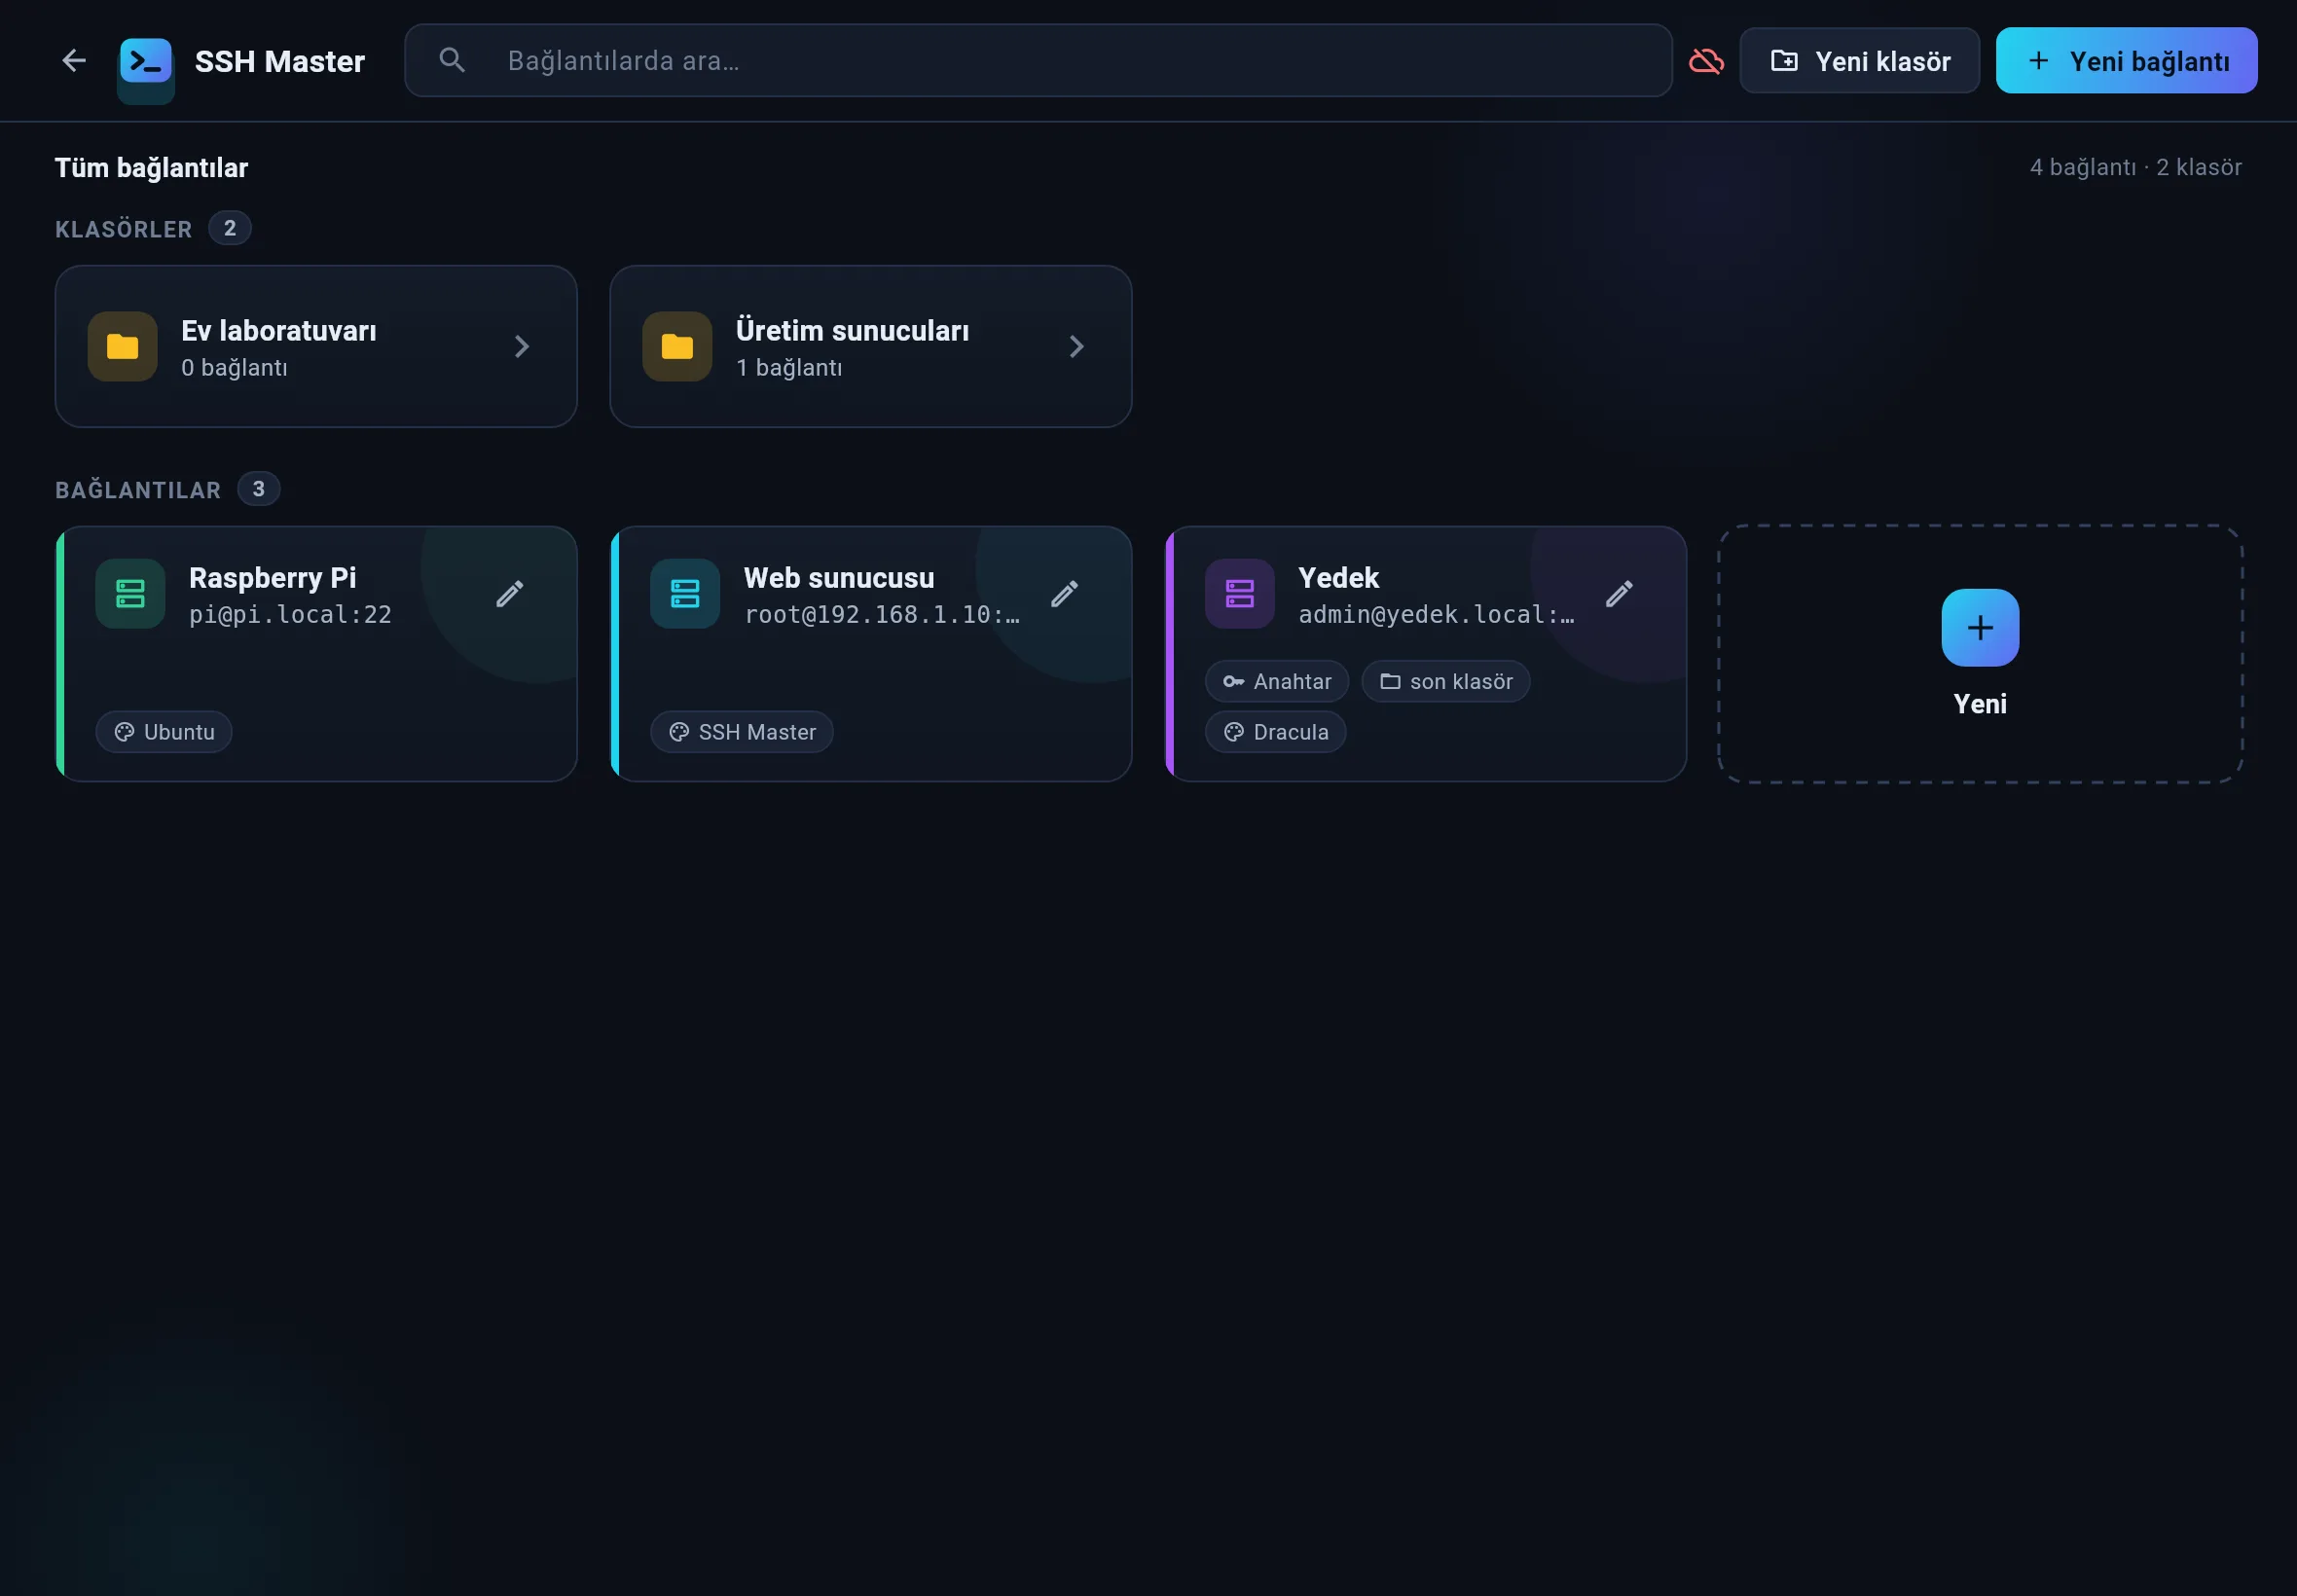 SSH Master
Bağlantılarda ara…
Yeni klasör
Yeni bağlantı
Tüm bağlantılar
4 bağlantı · 2 klasör
KLASÖRLER 2
Ev laboratuvarı
0 bağlantı
Üretim sunucuları
1 bağlantı
BAĞLANTILAR 3
Raspberry Pi
pi@pi.local:22
Ubuntu
Web sunucusu
root@192.168.1.10:…
SSH Master
Yedek
admin@yedek.local:…
Anahtar
son klasör
Dracula
Yeni